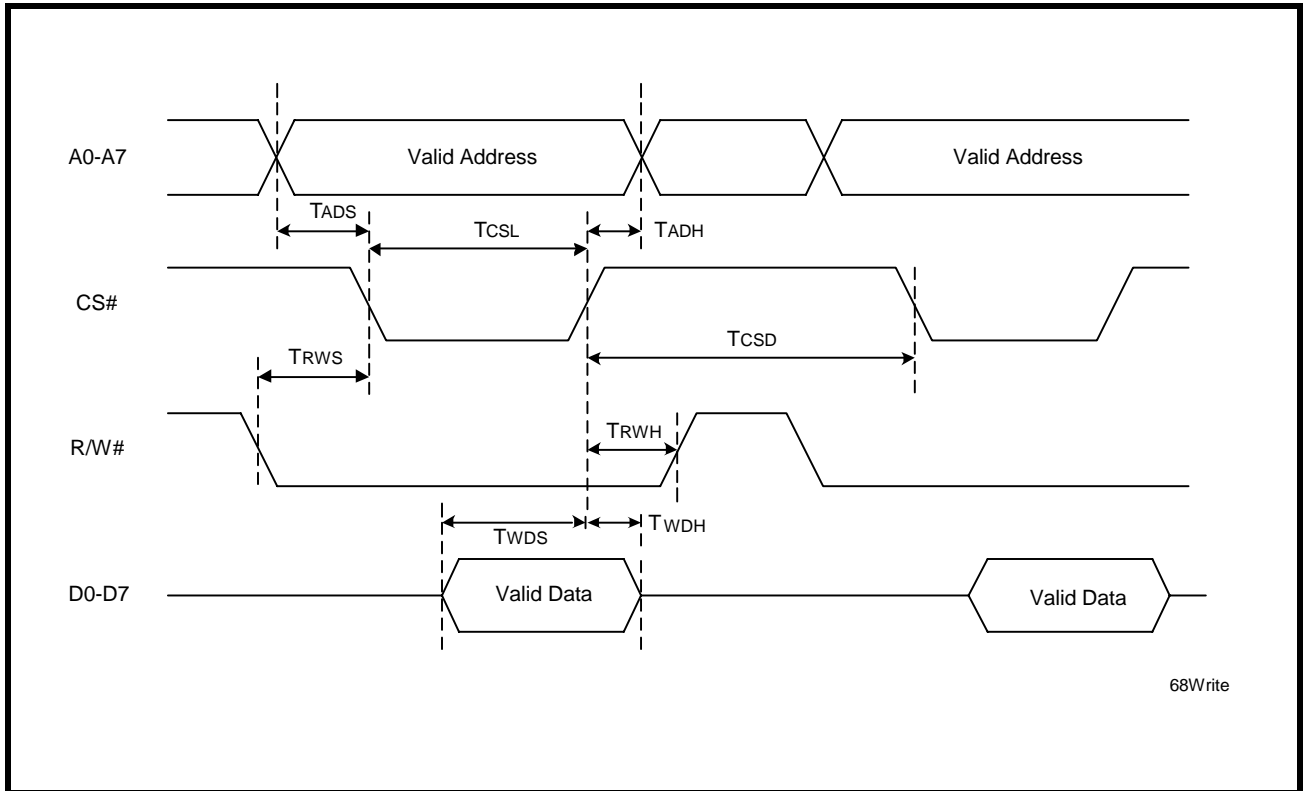 A0-A7
Valid Address
Valid Address
TADS
TCSL
TADH
CS#
TCSD
TRWS
R/W#
TRWH
TWDS
TWDH
D0-D7
Valid Data
Valid Data
68Write